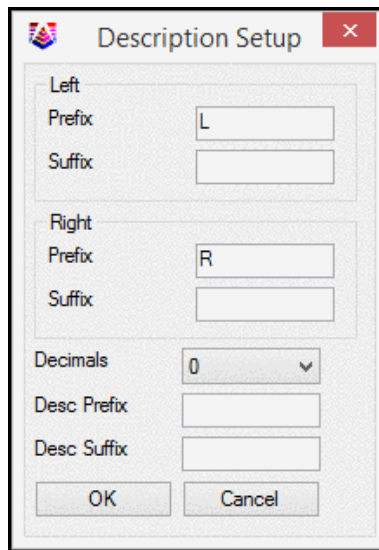 Description Setup
Left
Prefix L
Suffix
Right
Prefix R
Suffix
Decimals 0
Desc Prefix
Desc Suffix
OK Cancel